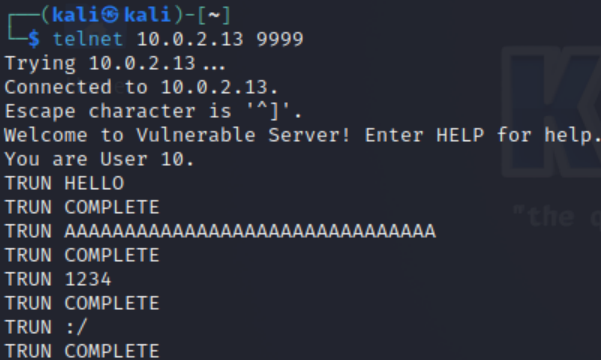 ┌──(kali㉿kali)-[~]
└─$ telnet 10.0.2.13 9999
Trying 10.0.2.13...
Connected to 10.0.2.13.
Escape character is '^]'.
Welcome to Vulnerable Server! Enter HELP for help.
You are User 10.
TRUN HELLO
TRUN COMPLETE
TRUN AAAAAAAAAAAAAAAAAAAAAAAAAAAAAAA
TRUN COMPLETE
TRUN 1234
TRUN COMPLETE
TRUN :/
TRUN COMPLETE
"the